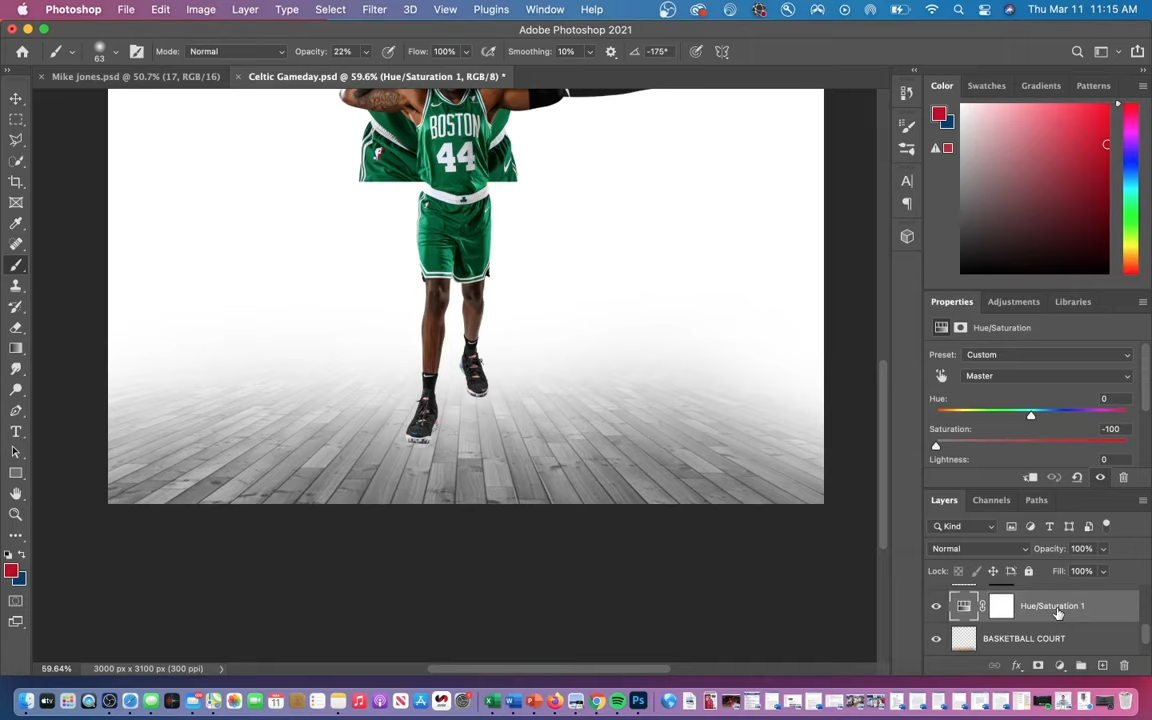 Photoshop File Edit Image Layer Type Select Filter 3D View Plugins Window Help Thu Mar 11 11:15 AM
Adobe Photoshop 2021
63 Mode: Normal Opacity: 22% Flow: 100% Smoothing: 10% -175°
Mike jones.psd @ 50.7% (17, RGB/16) Celtic Gameday.psd @ 59.6% (Hue/Saturation 1, RGB/8) *
Color Swatches Gradients Patterns
BOSTON
44
Properties Adjustments Libraries
Hue/Saturation
Preset: Custom
Master
Hue: 0
Saturation: -100
Lightness: 0
Layers Channels Paths
Kind
Normal Opacity: 100%
Lock: Fill: 100%
Hue/Saturation 1
BASKETBALL COURT
59.64% 3000 px x 3100 px (300 ppi)
Ps